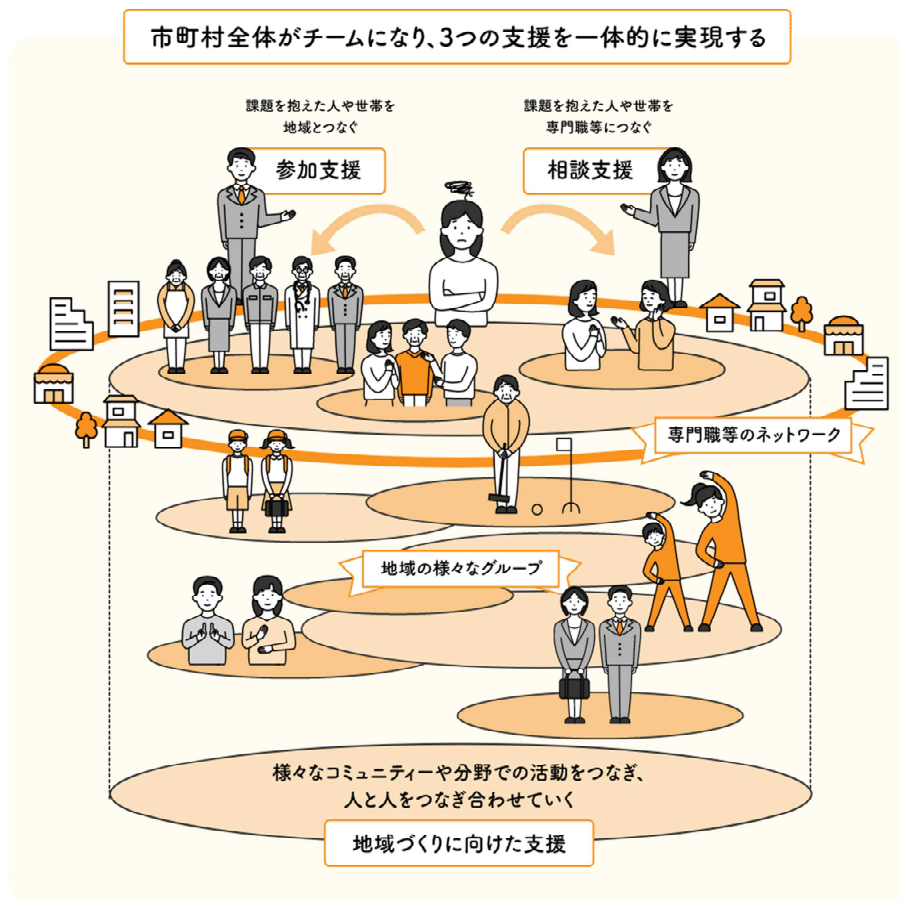 市町村全体がチームになり、3つの支援を一体的に実現する
課題を抱えた人や世帯を
地域とつなぐ
参加支援
課題を抱えた人や世帯を
専門職等につなぐ
相談支援
専門職等のネットワーク
地域の様々なグループ
様々なコミュニティーや分野での活動をつなぎ、
人と人をつなぎ合わせていく
地域づくりに向けた支援